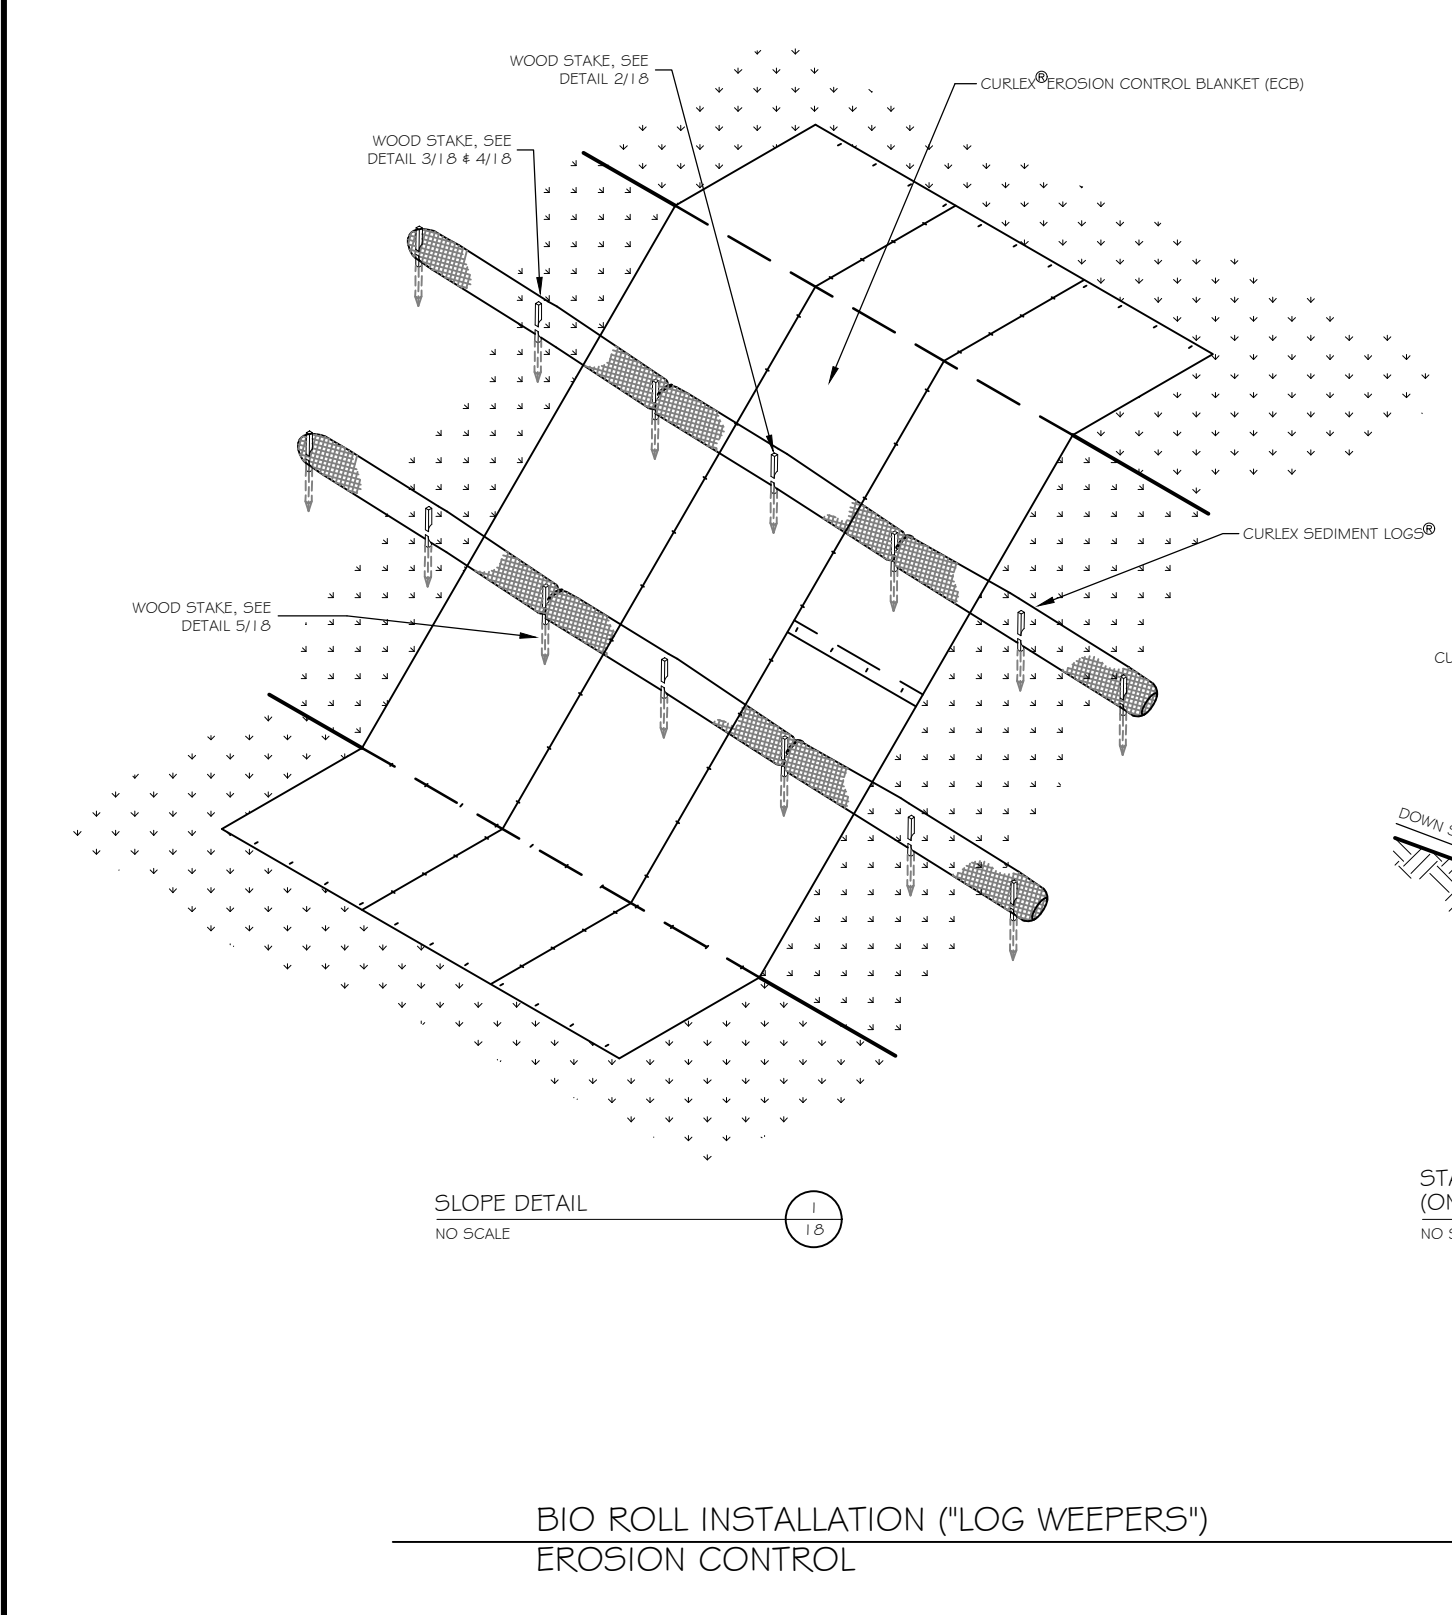 WOOD STAKE, SEE
DETAIL 2/18
CURLEX® EROSION CONTROL BLANKET (ECB)
WOOD STAKE, SEE
DETAIL 3/18 & 4/18
CURLEX SEDIMENT LOGS®
WOOD STAKE, SEE
DETAIL 5/18
DOWN
SLOPE DETAIL
NO SCALE
1
18
NO
BIO ROLL INSTALLATION ("LOG WEEPERS")
EROSION CONTROL